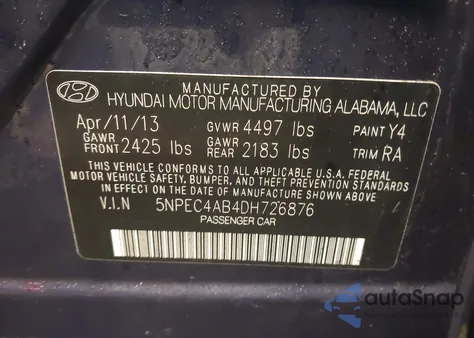 MANUFACTURED BY
HYUNDAI MOTOR MANUFACTURING ALABAMA, LLC
Apr/11/13 GVWR 4497 lbs PAINT Y4
GAWR FRONT 2425 lbs GAWR REAR 2183 lbs TRIM RA
THIS VEHICLE CONFORMS TO ALL APPLICABLE U.S.A. FEDERAL
MOTOR VEHICLE SAFETY, BUMPER, AND THEFT PREVENTION STANDARDS
IN EFFECT ON THE DATE OF MANUFACTURE SHOWN ABOVE
V.I.N 5NPEC4AB4DH726876
PASSENGER CAR
autoSnap